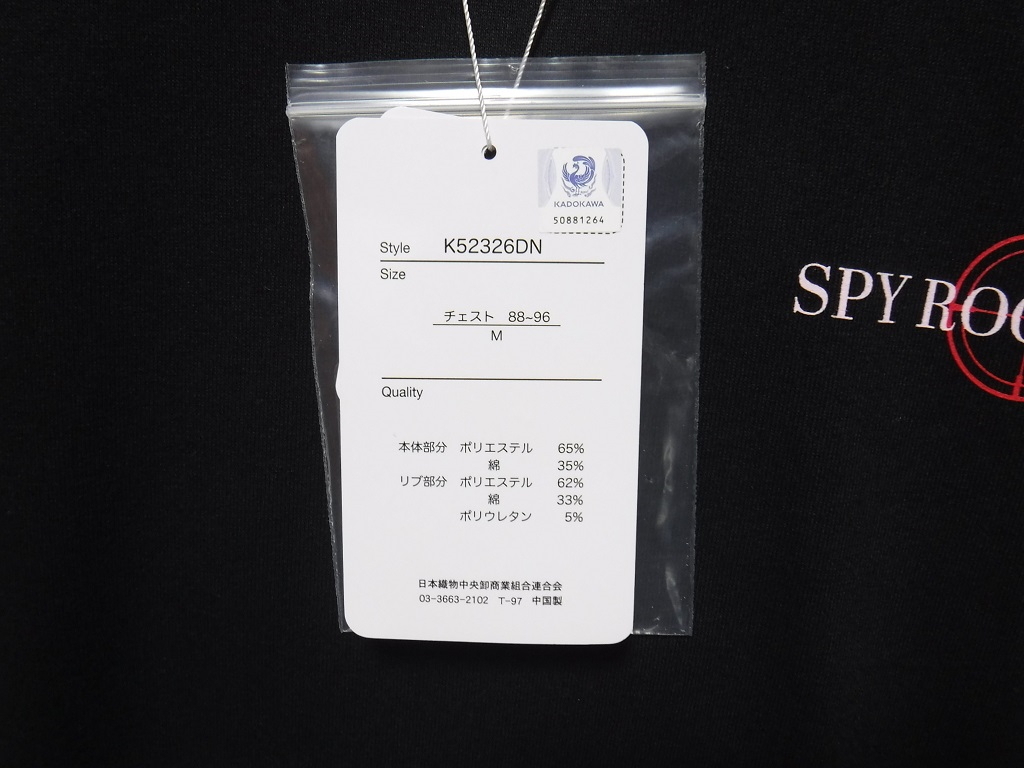 KADOKAWA
50881264
Style K52326DN
Size
チェスト 88~96
M
Quality
本体部分 ポリエステル 65%
綿 35%
リブ部分 ポリエステル 62%
綿 33%
ポリウレタン 5%
日本織物中央卸商業組合連合会
03-3663-2102 T-97 中国製
SPY